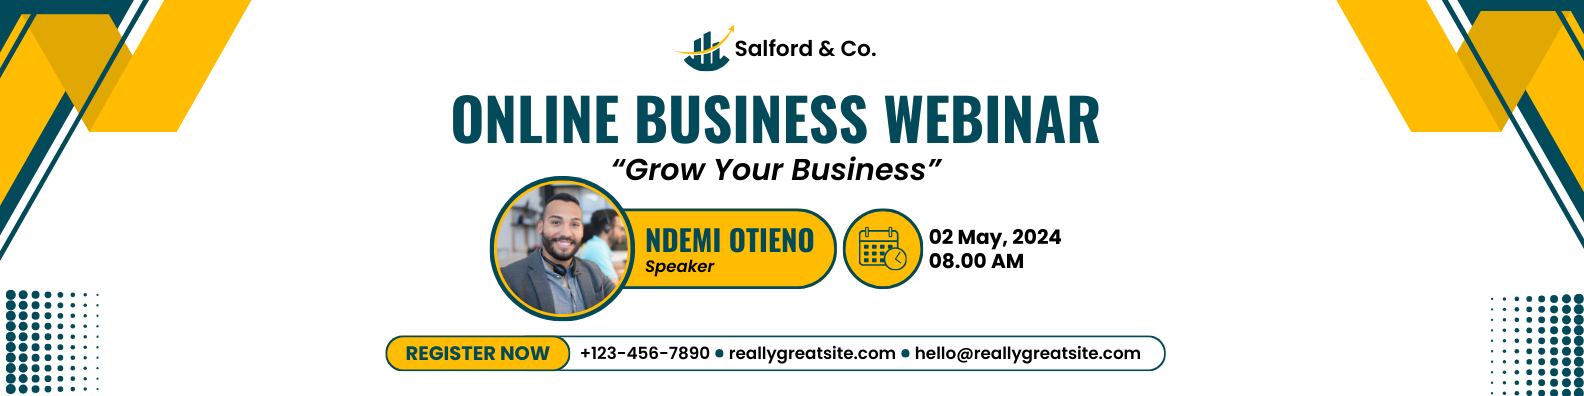 Salford & Co.
ONLINE BUSINESS WEBINAR
“Grow Your Business”
NDEMI OTIENO
Speaker
02 May, 2024
08.00 AM
REGISTER NOW
+123-456-7890 • reallygreatsite.com • hello@reallygreatsite.com